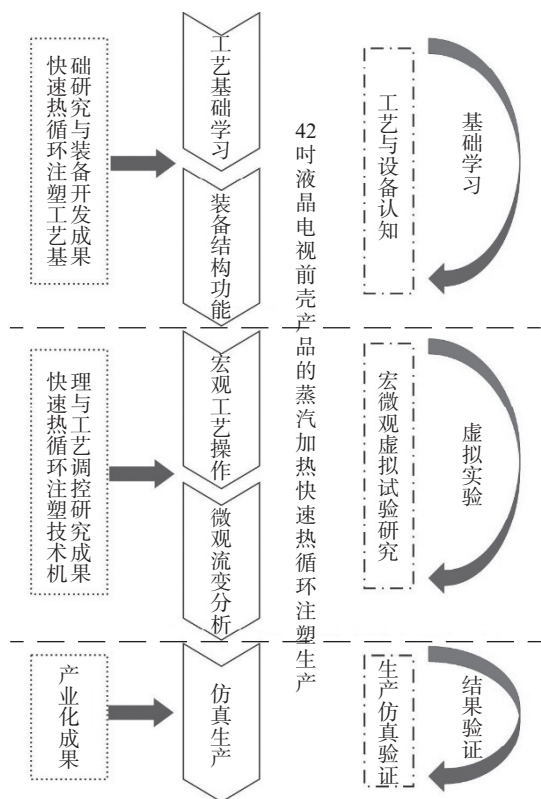 快速热循环注塑工艺基
础研究与装备开发成果
工艺基础学习
装备结构功能
42吋液晶电视前壳产品的蒸汽加热快速热循环注塑生产
工艺与设备认知
基础学习
快速热循环注塑技术机
理与工艺调控研究成果
宏观工艺操作
微观流变分析
宏微观虚拟试验研究
虚拟实验
产业化成果
仿真生产
生产仿真验证
结果验证